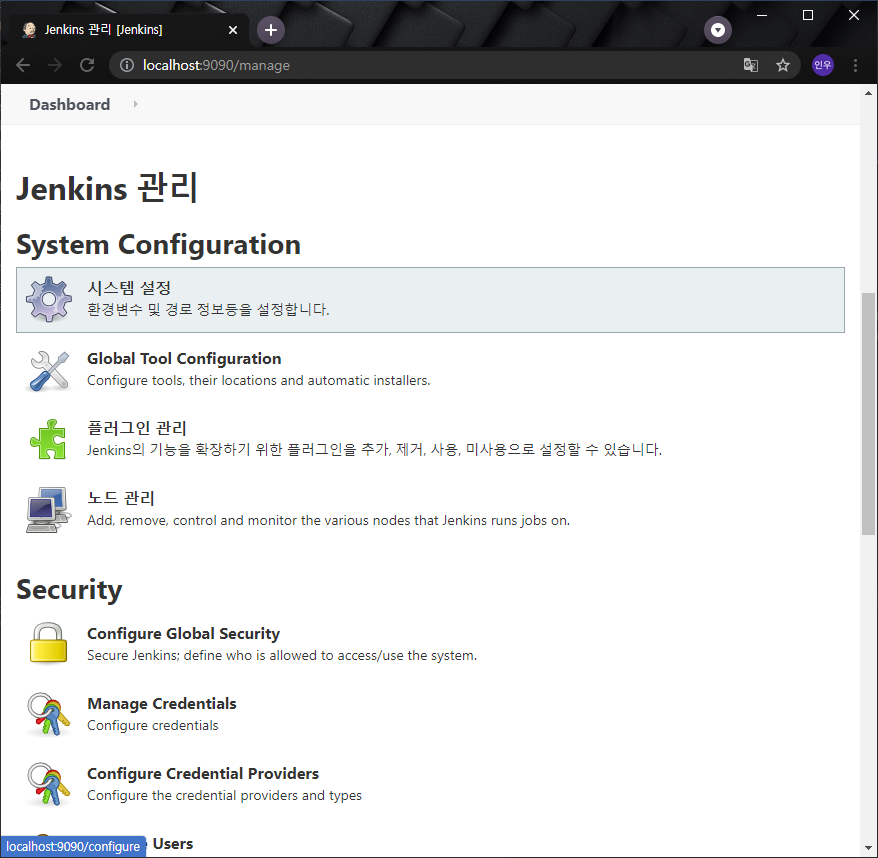 Jenkins 관리 [Jenkins]
localhost:9090/manage
인우
Dashboard
Jenkins 관리
System Configuration
시스템 설정
환경변수 및 경로 정보등을 설정합니다.
Global Tool Configuration
Configure tools, their locations and automatic installers.
플러그인 관리
Jenkins의 기능을 확장하기 위한 플러그인을 추가, 제거, 사용, 미사용으로 설정할 수 있습니다.
노드 관리
Add, remove, control and monitor the various nodes that Jenkins runs jobs on.
Security
Configure Global Security
Secure Jenkins; define who is allowed to access/use the system.
Manage Credentials
Configure credentials
Configure Credential Providers
Configure the credential providers and types
Users
localhost:9090/configure